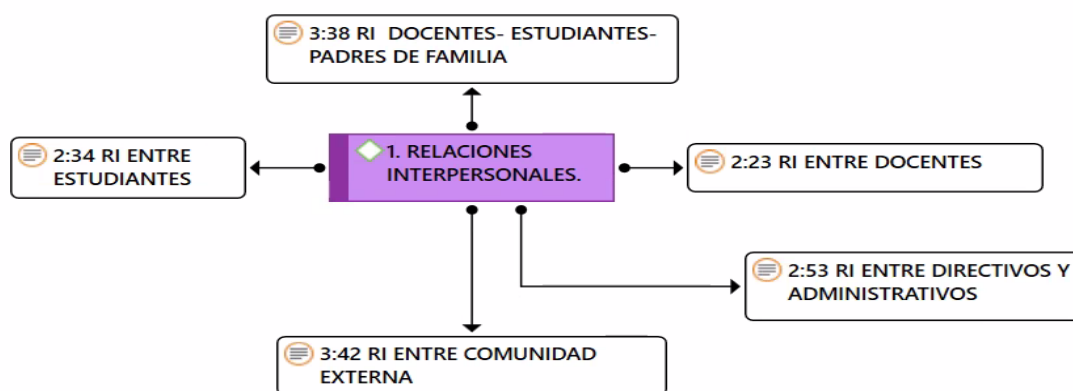 3:38 RI  DOCENTES- ESTUDIANTES-
PADRES DE FAMILIA
2:34 RI ENTRE
ESTUDIANTES
1. RELACIONES
INTERPERSONALES.
2:23 RI ENTRE DOCENTES
2:53 RI ENTRE DIRECTIVOS Y
ADMINISTRATIVOS
3:42 RI ENTRE COMUNIDAD
EXTERNA